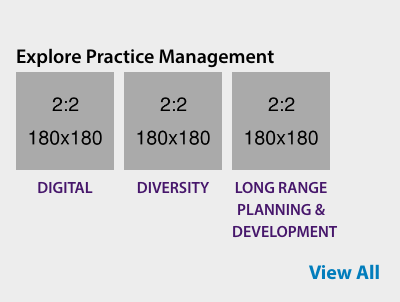 Explore Practice Management
2:2 2:2 2:2
180x180 180x180 180x180
DIGITAL DIVERSITY LONG RANGE
PLANNING &
DEVELOPMENT
View All